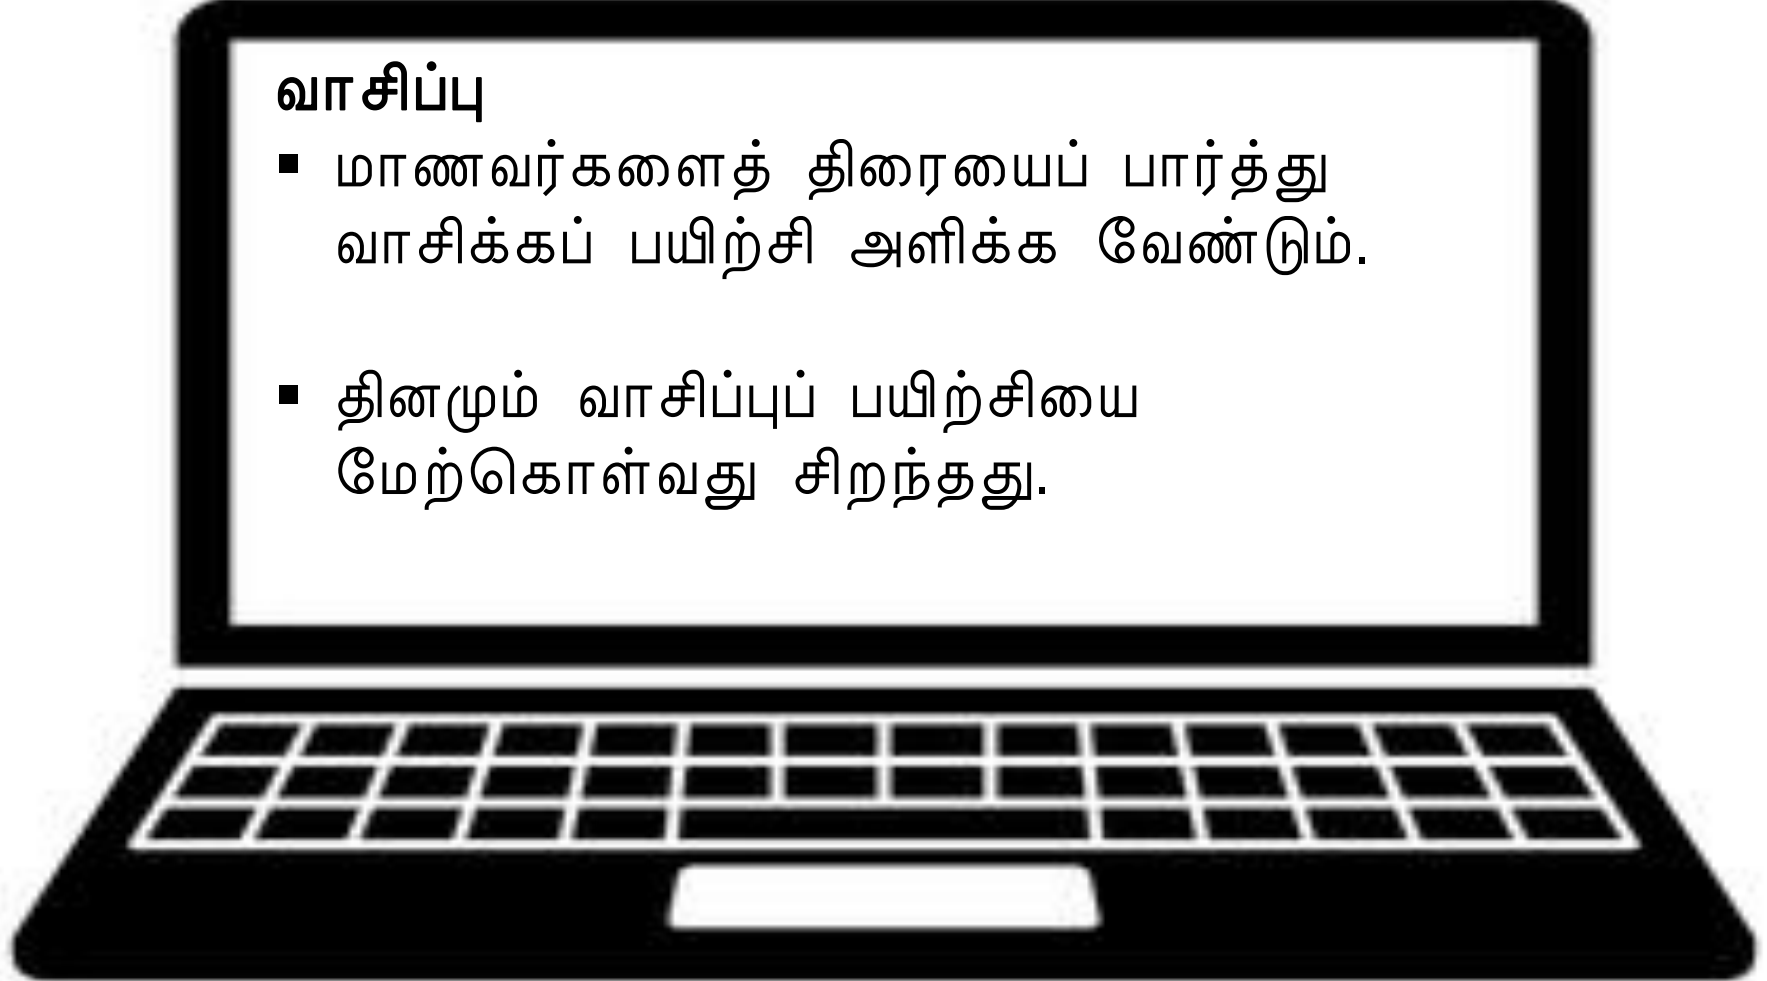 வாசிப்பு
▪ மாணவர்களைத் திரையைப் பார்த்து
வாசிக்கப் பயிற்சி அளிக்க வேண்டும்.
▪ தினமும் வாசிப்புப் பயிற்சியை
மேற்கொள்வது சிறந்தது.